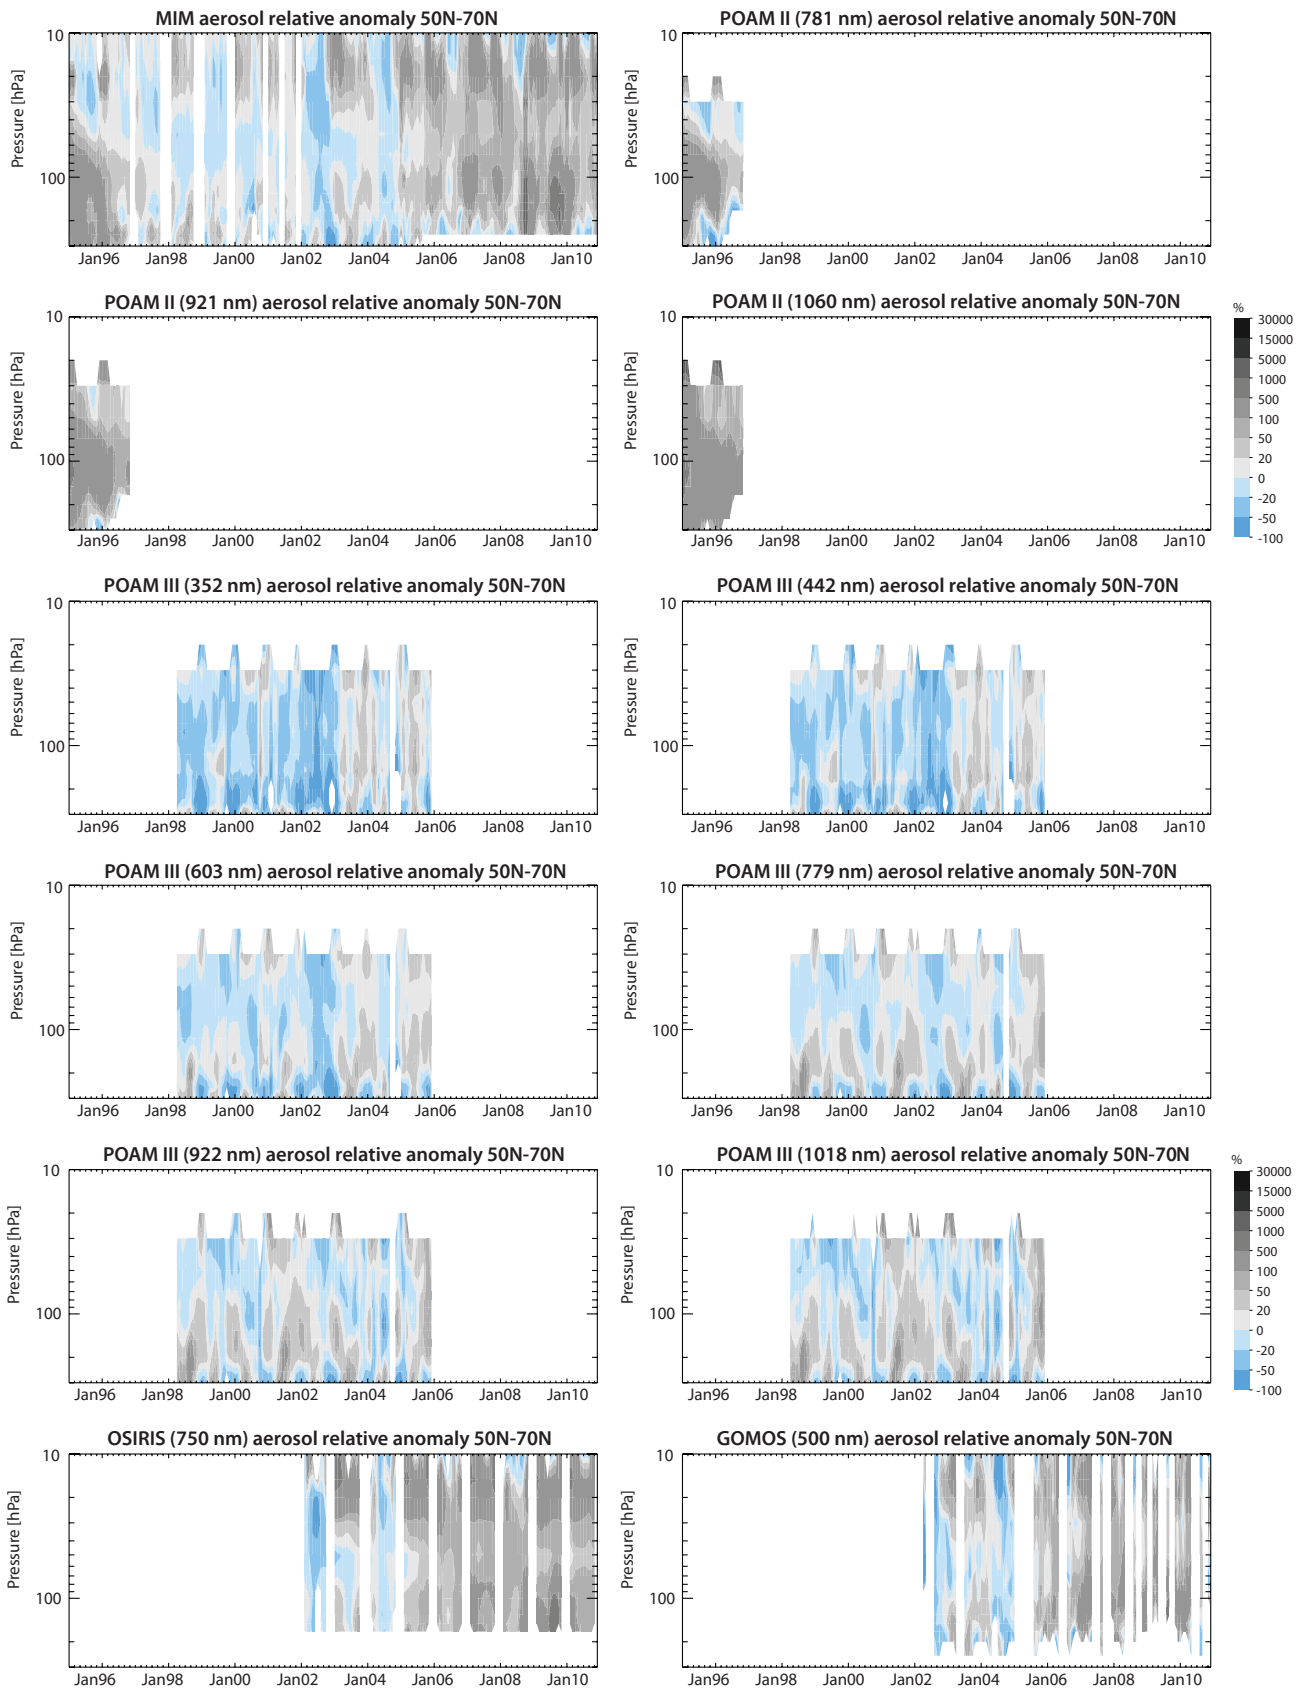 MIM aerosol relative anomaly 50N-70N
10
100
Pressure [hPa]
Jan96 Jan98 Jan00 Jan02 Jan04 Jan06 Jan08 Jan10
POAM II (781 nm) aerosol relative anomaly 50N-70N
10
100
Pressure [hPa]
Jan96 Jan98 Jan00 Jan02 Jan04 Jan06 Jan08 Jan10
POAM II (921 nm) aerosol relative anomaly 50N-70N
10
100
Pressure [hPa]
Jan96 Jan98 Jan00 Jan02 Jan04 Jan06 Jan08 Jan10
POAM II (1060 nm) aerosol relative anomaly 50N-70N
10
100
Pressure [hPa]
Jan96 Jan98 Jan00 Jan02 Jan04 Jan06 Jan08 Jan10
%
30000
15000
5000
1000
500
100
50
20
0
-20
-50
-100
POAM III (352 nm) aerosol relative anomaly 50N-70N
10
100
Pressure [hPa]
Jan96 Jan98 Jan00 Jan02 Jan04 Jan06 Jan08 Jan10
POAM III (442 nm) aerosol relative anomaly 50N-70N
10
100
Pressure [hPa]
Jan96 Jan98 Jan00 Jan02 Jan04 Jan06 Jan08 Jan10
POAM III (603 nm) aerosol relative anomaly 50N-70N
10
100
Pressure [hPa]
Jan96 Jan98 Jan00 Jan02 Jan04 Jan06 Jan08 Jan10
POAM III (779 nm) aerosol relative anomaly 50N-70N
10
100
Pressure [hPa]
Jan96 Jan98 Jan00 Jan02 Jan04 Jan06 Jan08 Jan10
POAM III (922 nm) aerosol relative anomaly 50N-70N
10
100
Pressure [hPa]
Jan96 Jan98 Jan00 Jan02 Jan04 Jan06 Jan08 Jan10
POAM III (1018 nm) aerosol relative anomaly 50N-70N
10
100
Pressure [hPa]
Jan96 Jan98 Jan00 Jan02 Jan04 Jan06 Jan08 Jan10
%
30000
15000
5000
1000
500
100
50
20
0
-20
-50
-100
OSIRIS (750 nm) aerosol relative anomaly 50N-70N
10
100
Pressure [hPa]
Jan96 Jan98 Jan00 Jan02 Jan04 Jan06 Jan08 Jan10
GOMOS (500 nm) aerosol relative anomaly 50N-70N
10
100
Pressure [hPa]
Jan96 Jan98 Jan00 Jan02 Jan04 Jan06 Jan08 Jan10